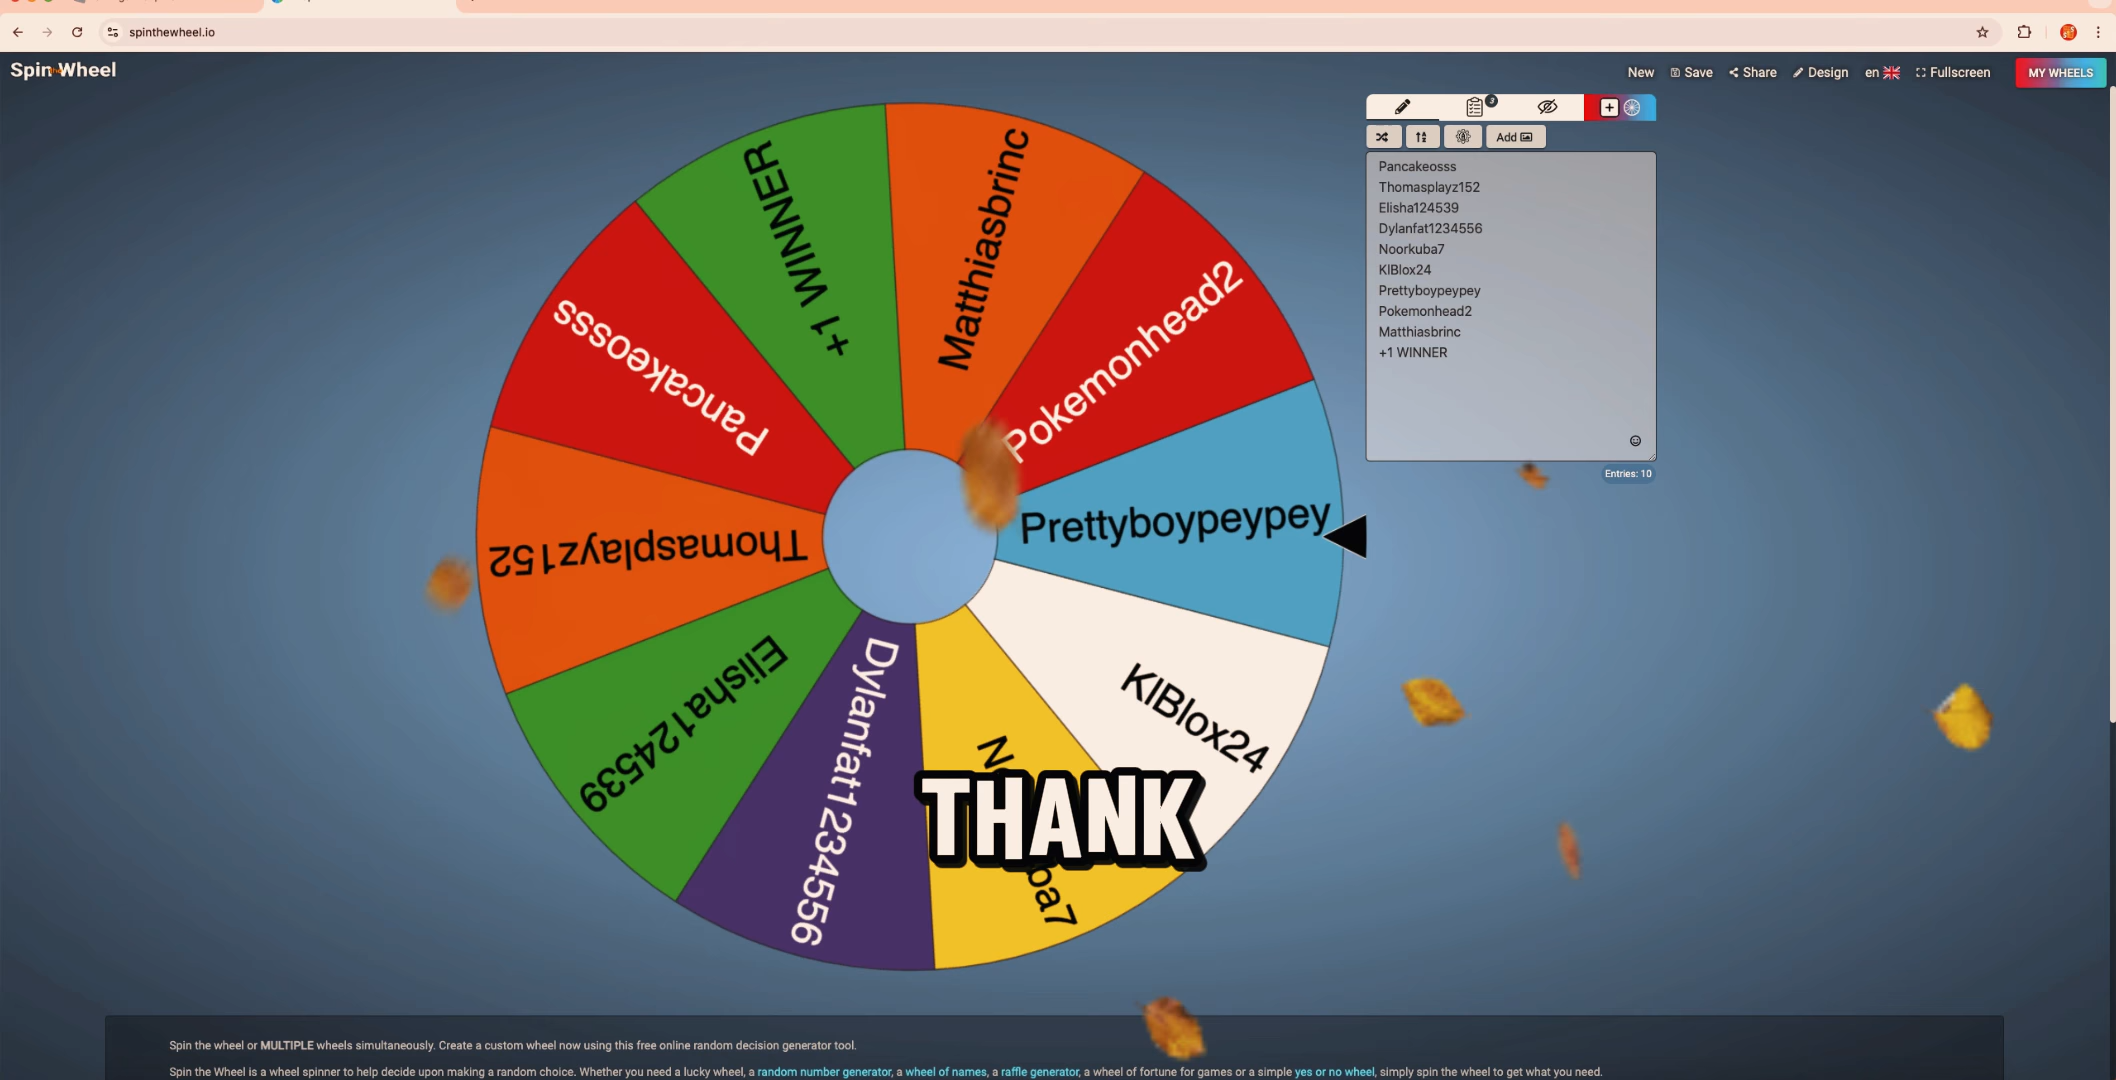 spinthewheel.io
Spin the Wheel
New
Save
Share
Design
en
Fullscreen
MY WHEELS
3
Add
Pancakeosss
Thomasplayz152
Elisha124539
Dylanfat1234556
Noorkuba7
KIBlox24
Prettyboypeypey
Pokemonhead2
Matthiasbrinc
+1 WINNER
Entries: 10
+1 WINNER
Matthiasbrinc
Pokemonhead2
Prettyboypeypey
KIBlox24
Dylanfat1234556
Elisha124539
Thomasplayz152
Pancakeosss
THANK
Spin the wheel or MULTIPLE wheels simultaneously. Create a custom wheel now using this free online random decision generator tool.
Spin the Wheel is a wheel spinner to help decide upon making a random choice. Whether you need a lucky wheel, a random number generator, a wheel of names, a raffle generator, a wheel of fortune for games or a simple yes or no wheel, simply spin the wheel to get what you need.